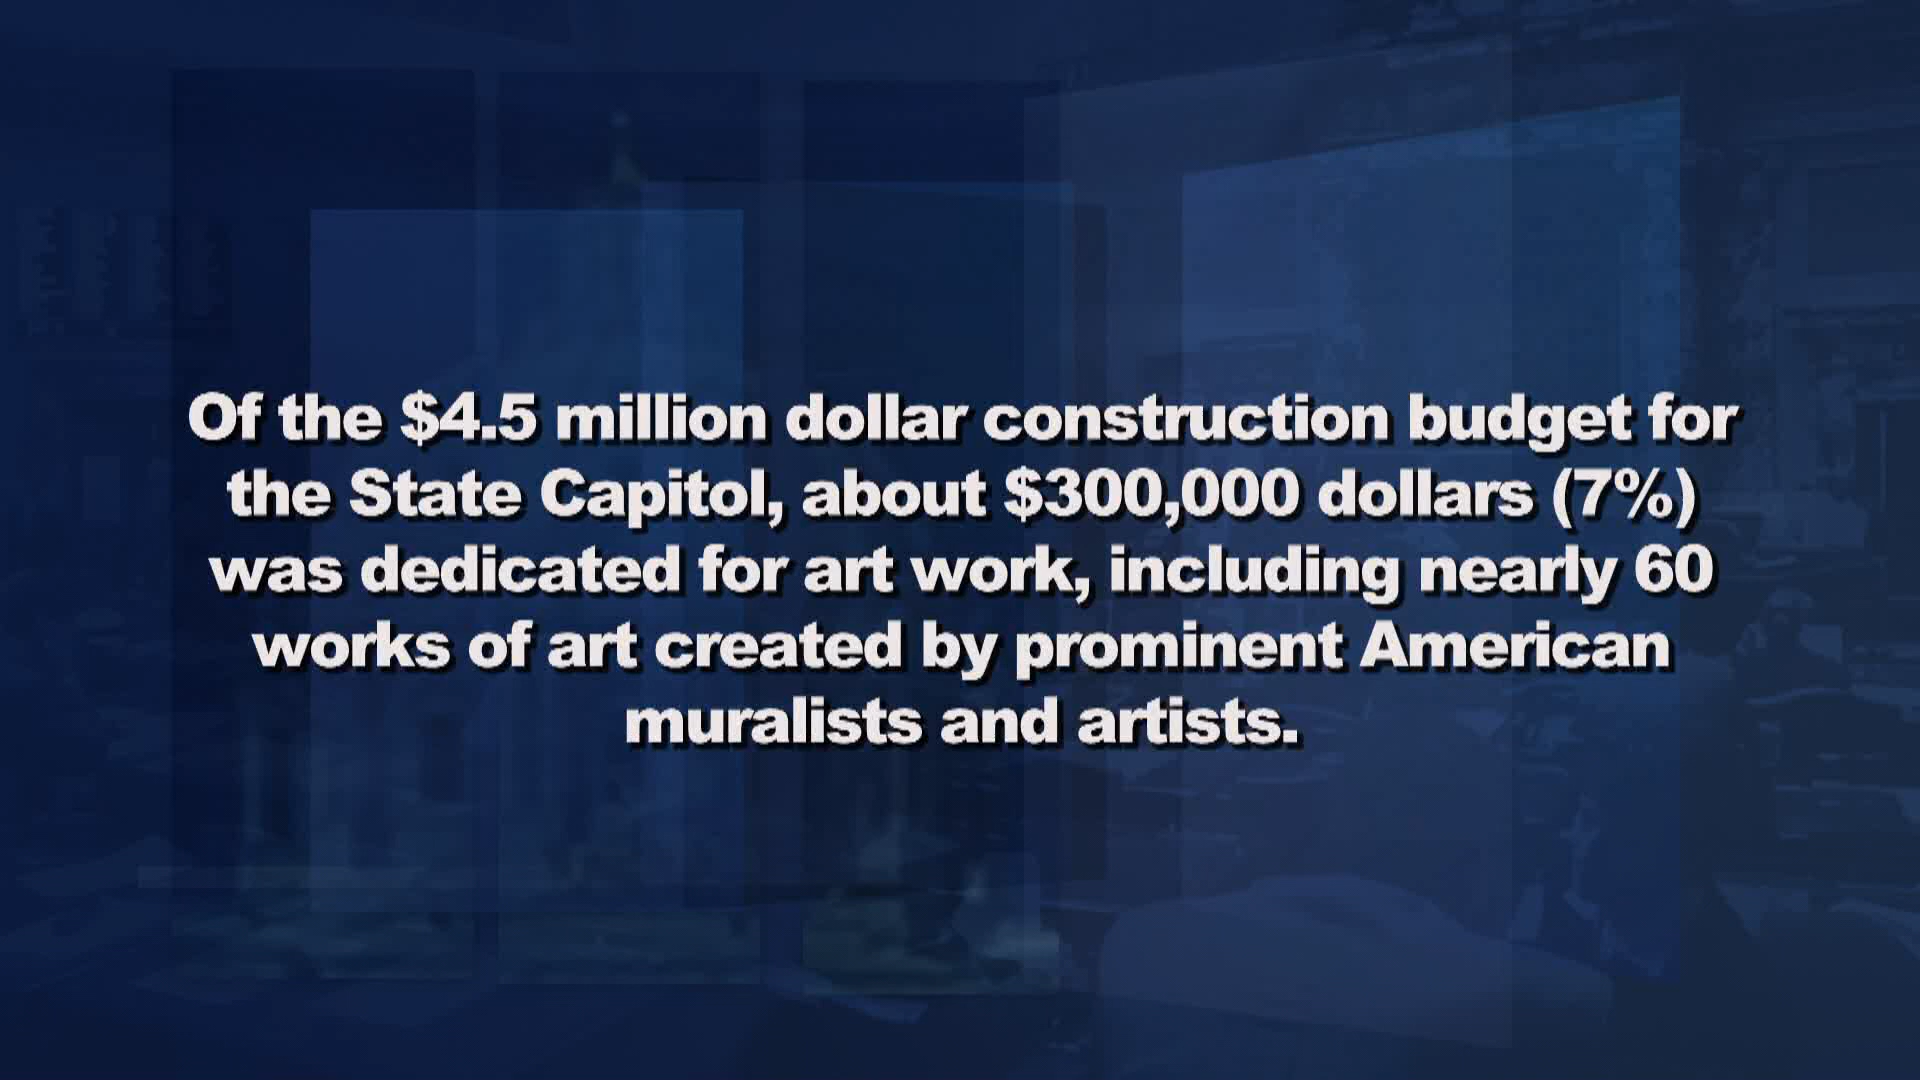 Of the $4.5 million dollar construction budget for
the State Capitol, about $300,000 dollars (7%)
was dedicated for art work, including nearly 60
works of art created by prominent American
muralists and artists.